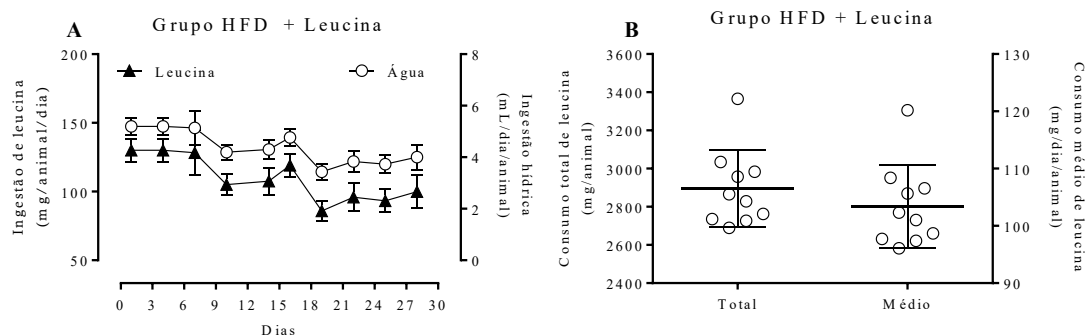 A
Grupo HFD + Leucina
Ingestão de leucina
(mg/animal/dia)
200
150
100
50
Leucina
Água
8
6
4
2
0
Ingestão hídrica
(mL/dia/animal)
0 3 6 9 12 15 18 21 24 27 30
Dias
B
Grupo HFD + Leucina
Consumo total de leucina
(mg/animal)
3600
3400
3200
3000
2800
2600
2400
130
120
110
100
90
Consumo médio de leucina
(mg/dia/animal)
Total Médio